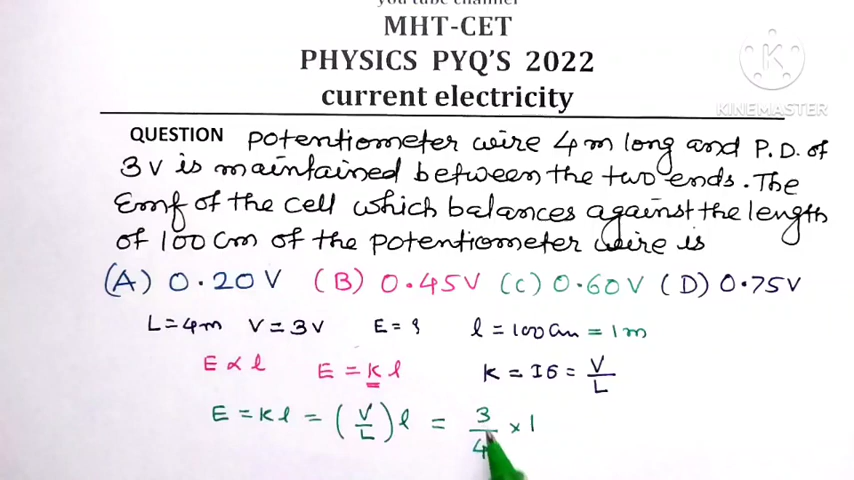 you tube channel
MHT-CET
PHYSICS PYQ'S 2022
current electricity
K
KINEMASTER
QUESTION potentiometer wire 4m long and P.D. of
3V is maintained between the two ends. The
Emf of the cell which balances against the length
of 100 Cm of the potentiometer wire is
(A) 0.20V (B) 0.45V (C) 0.60V (D) 0.75V
L=4m V=3V E=? l=100cm=1m
E∝l E=Kl K=Iσ=V/L
E=Kl=(V/L)l=3/4×1